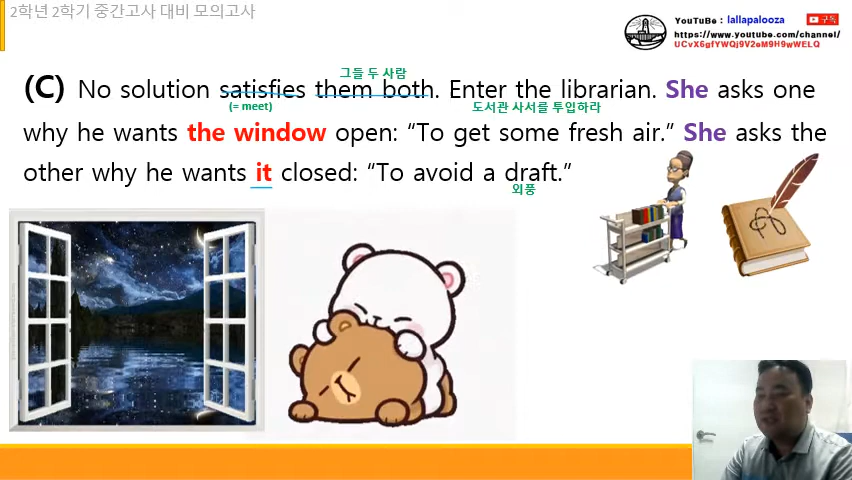 2학년 2학기 중간고사 대비 모의고사
YouTuBe : lallapalooza
구독
https://www.youtube.com/channel/
UCvX6gfYWQj9V2eM9H9wWELQ
그들 두 사람
(C) No solution satisfies them both. Enter the librarian. She asks one
(= meet)
도서관 사서를 투입하라
why he wants the window open: “To get some fresh air.” She asks the
other why he wants it closed: “To avoid a draft.”
외풍